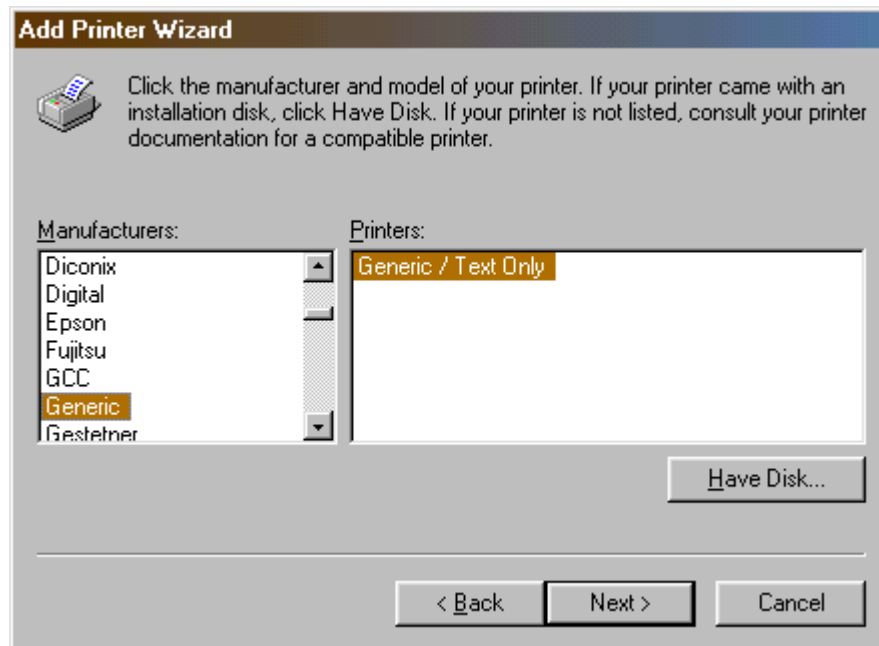 Add Printer Wizard
Click the manufacturer and model of your printer. If your printer came with an
installation disk, click Have Disk. If your printer is not listed, consult your printer
documentation for a compatible printer.
Manufacturers:
Printers:
Diconix
Digital
Epson
Fujitsu
GCC
Generic
Gestetner
Generic / Text Only
Have Disk...
< Back
Next >
Cancel